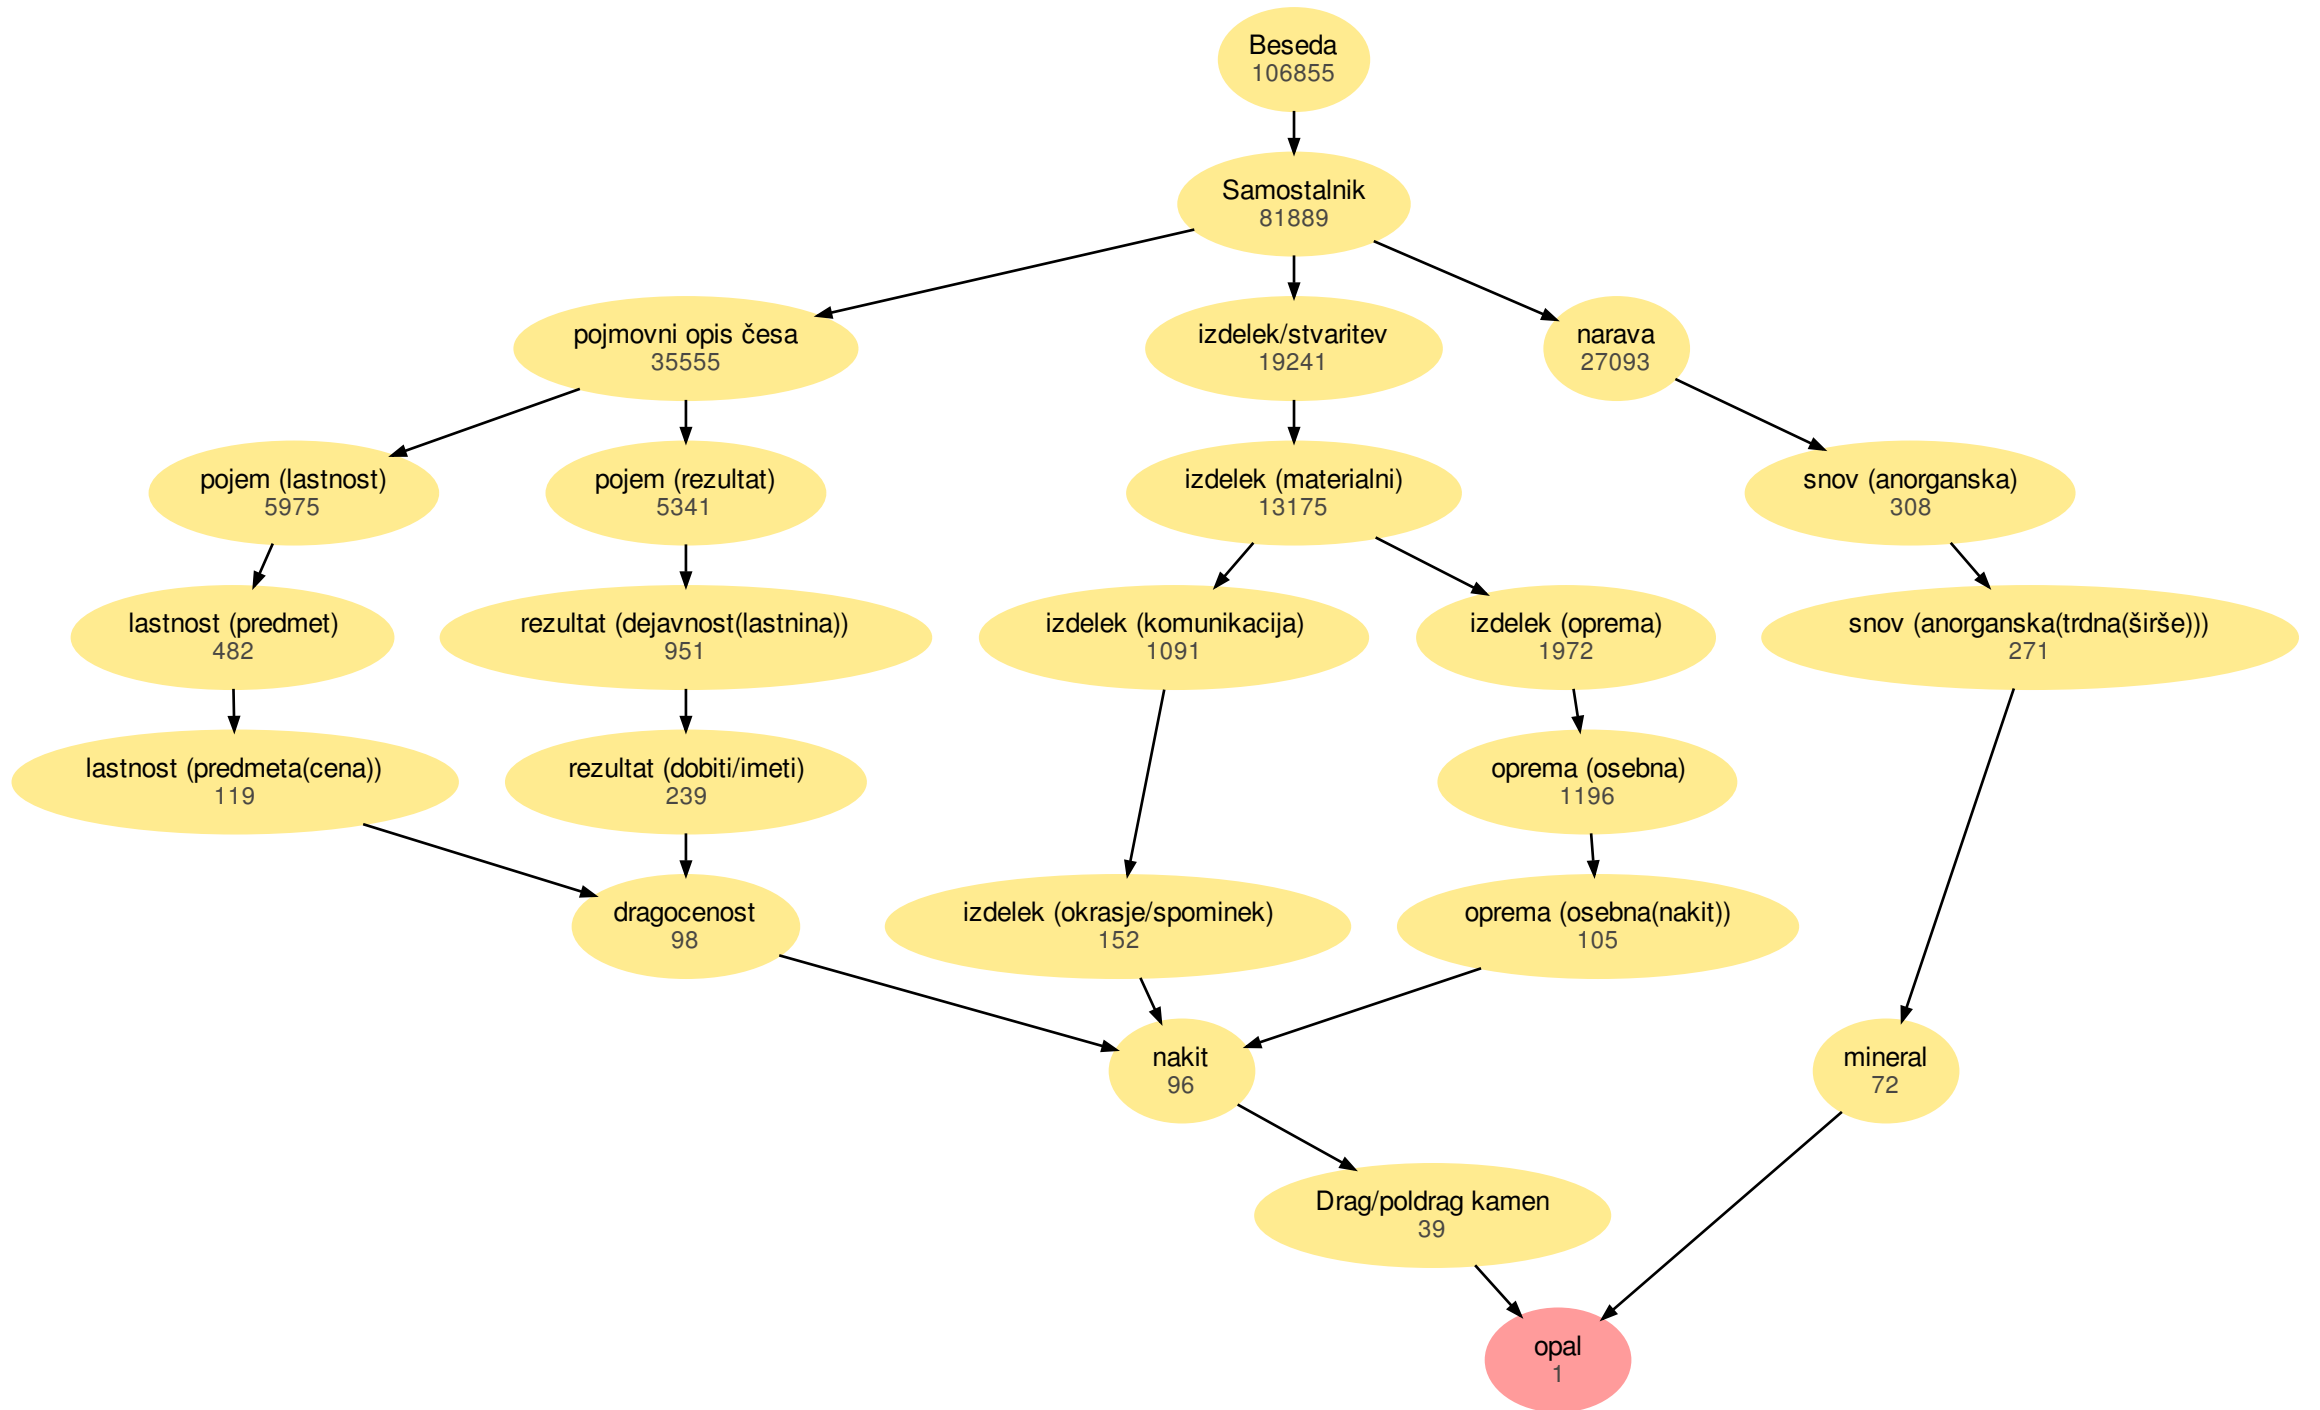 Beseda
106855
Samostalnik
81889
pojmovni opis česa
35555
izdelek/stvaritev
19241
narava
27093
pojem (lastnost)
5975
pojem (rezultat)
5341
izdelek (materialni)
13175
snov (anorganska)
308
lastnost (predmet)
482
rezultat (dejavnost(lastnina))
951
izdelek (komunikacija)
1091
izdelek (oprema)
1972
snov (anorganska(trdna(širše)))
271
lastnost (predmeta(cena))
119
rezultat (dobiti/imeti)
239
oprema (osebna)
1196
dragocenost
98
izdelek (okrasje/spominek)
152
oprema (osebna(nakit))
105
nakit
96
mineral
72
Drag/poldrag kamen
39
opal
1